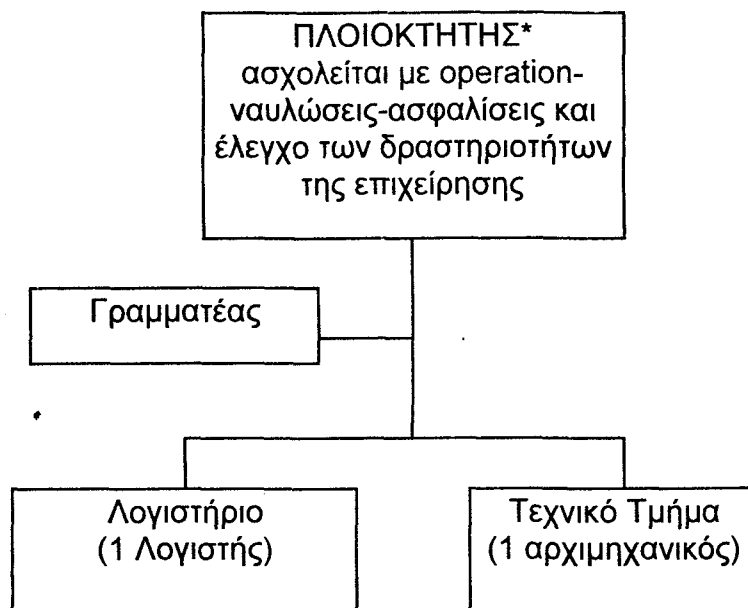 ΠΛΟΙΟΚΤΗΤΗΣ*
ασχολείται με operation-
ναυλώσεις-ασφαλίσεις και
έλεγχο των δραστηριοτήτων
της επιχείρησης
Γραμματέας
Λογιστήριο
(1 Λογιστής)
Τεχνικό Τμήμα
(1 αρχιμηχανικός)